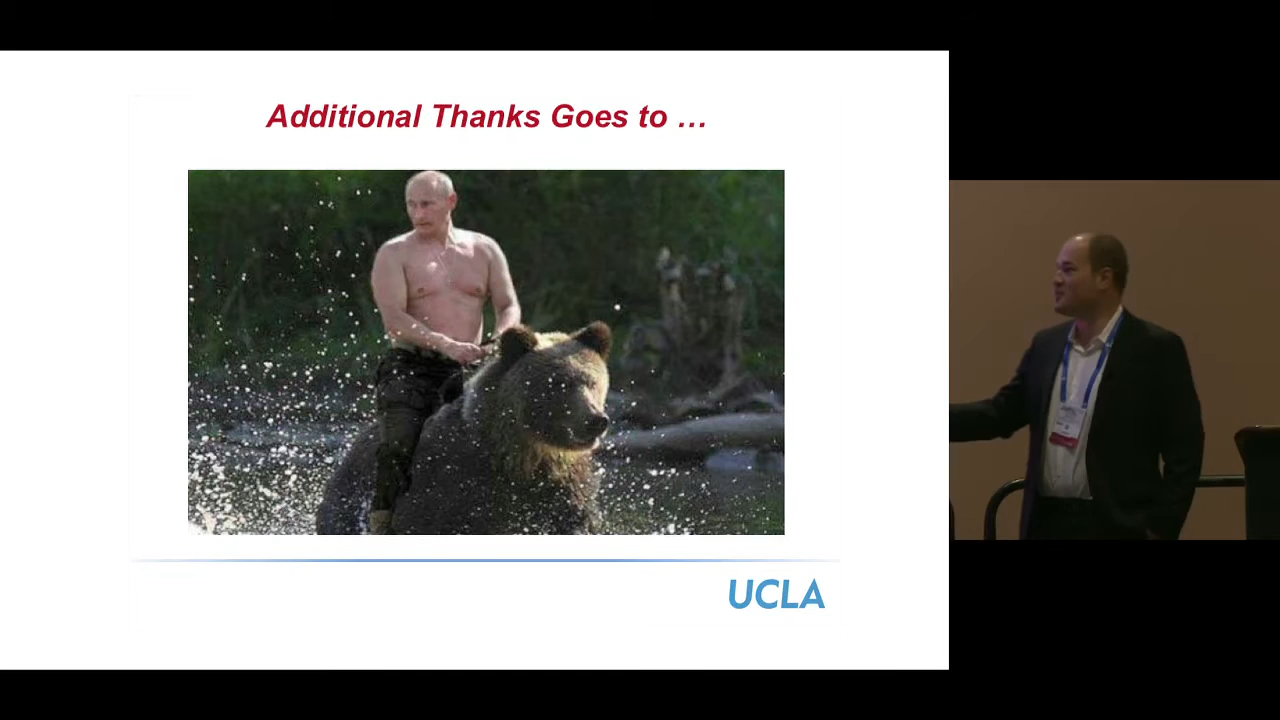 Additional Thanks Goes to …
UCLA